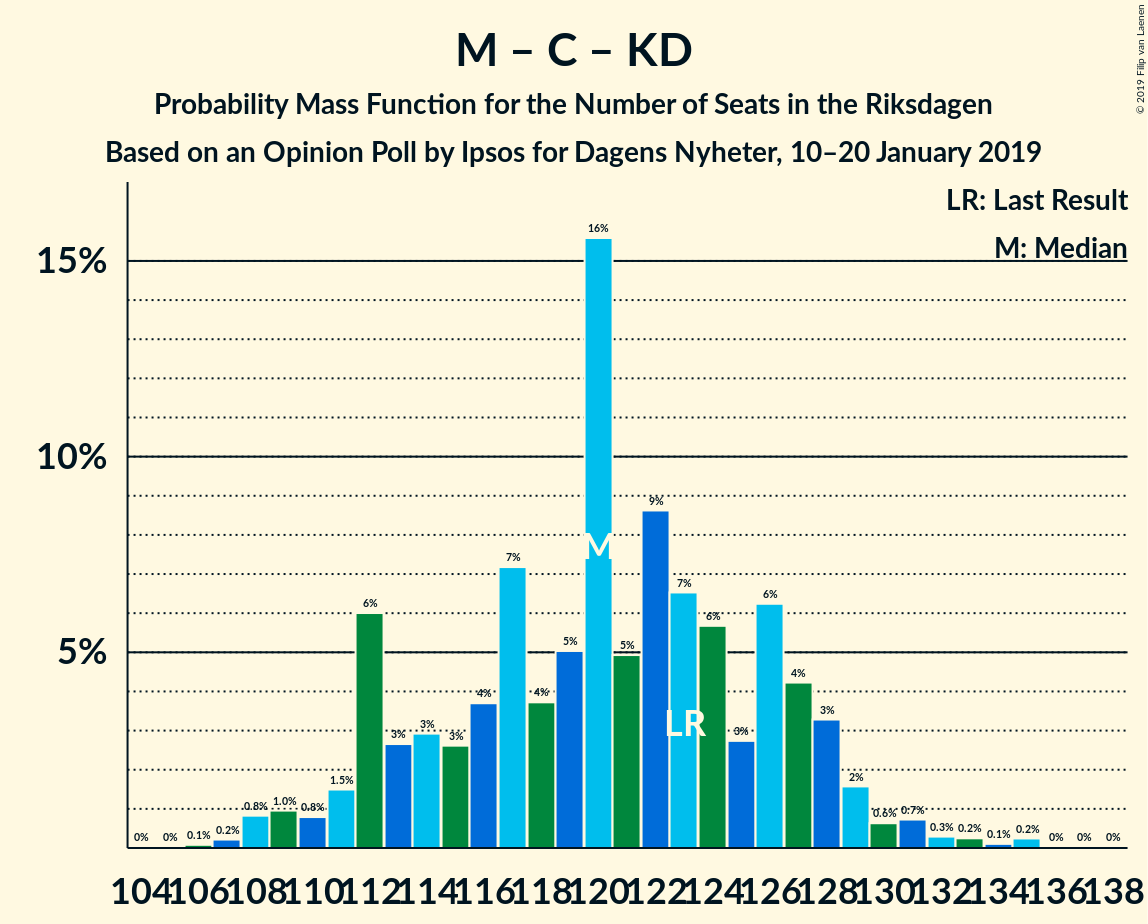 M – C – KD
Probability Mass Function for the Number of Seats in the Riksdagen
Based on an Opinion Poll by Ipsos for Dagens Nyheter, 10–20 January 2019
© 2019 Filip van Laenen
LR: Last Result
M: Median
15%
10%
5%
0% 0% 0.1% 0.2% 0.8% 1.0% 0.8% 1.5% 6% 3% 3% 3% 4% 7% 4% 5% 16% 5% 9% 7% 6% 3% 6% 4% 3% 2% 0.6% 0.7% 0.3% 0.2% 0.1% 0.2% 0% 0% 0%
M
LR
104 106 108 110 112 114 116 118 120 122 124 126 128 130 132 134 136 138